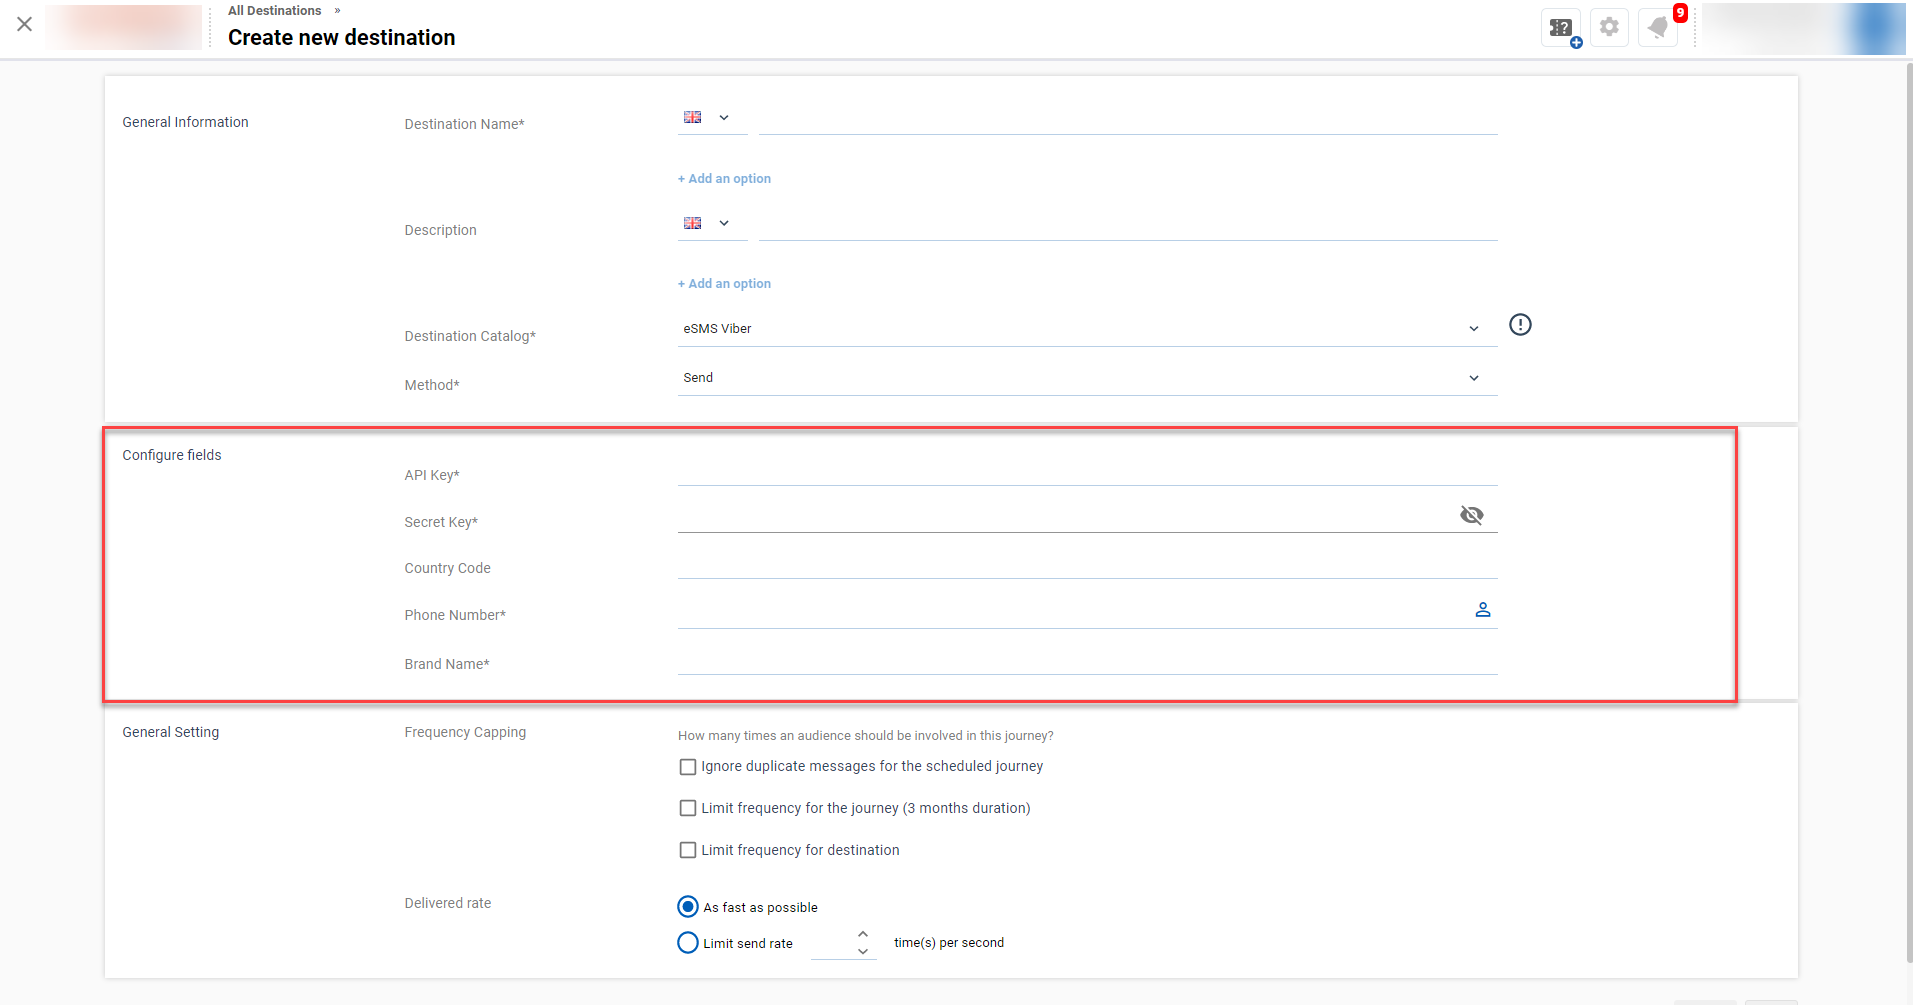 All Destinations »
Create new destination
9
General Information
Destination Name*
+ Add an option
Description
+ Add an option
Destination Catalog*
eSMS Viber
Method*
Send
Configure fields
API Key*
Secret Key*
Country Code
Phone Number*
Brand Name*
General Setting
Frequency Capping
How many times an audience should be involved in this journey?
Ignore duplicate messages for the scheduled journey
Limit frequency for the journey (3 months duration)
Limit frequency for destination
Delivered rate
As fast as possible
Limit send rate
time(s) per second